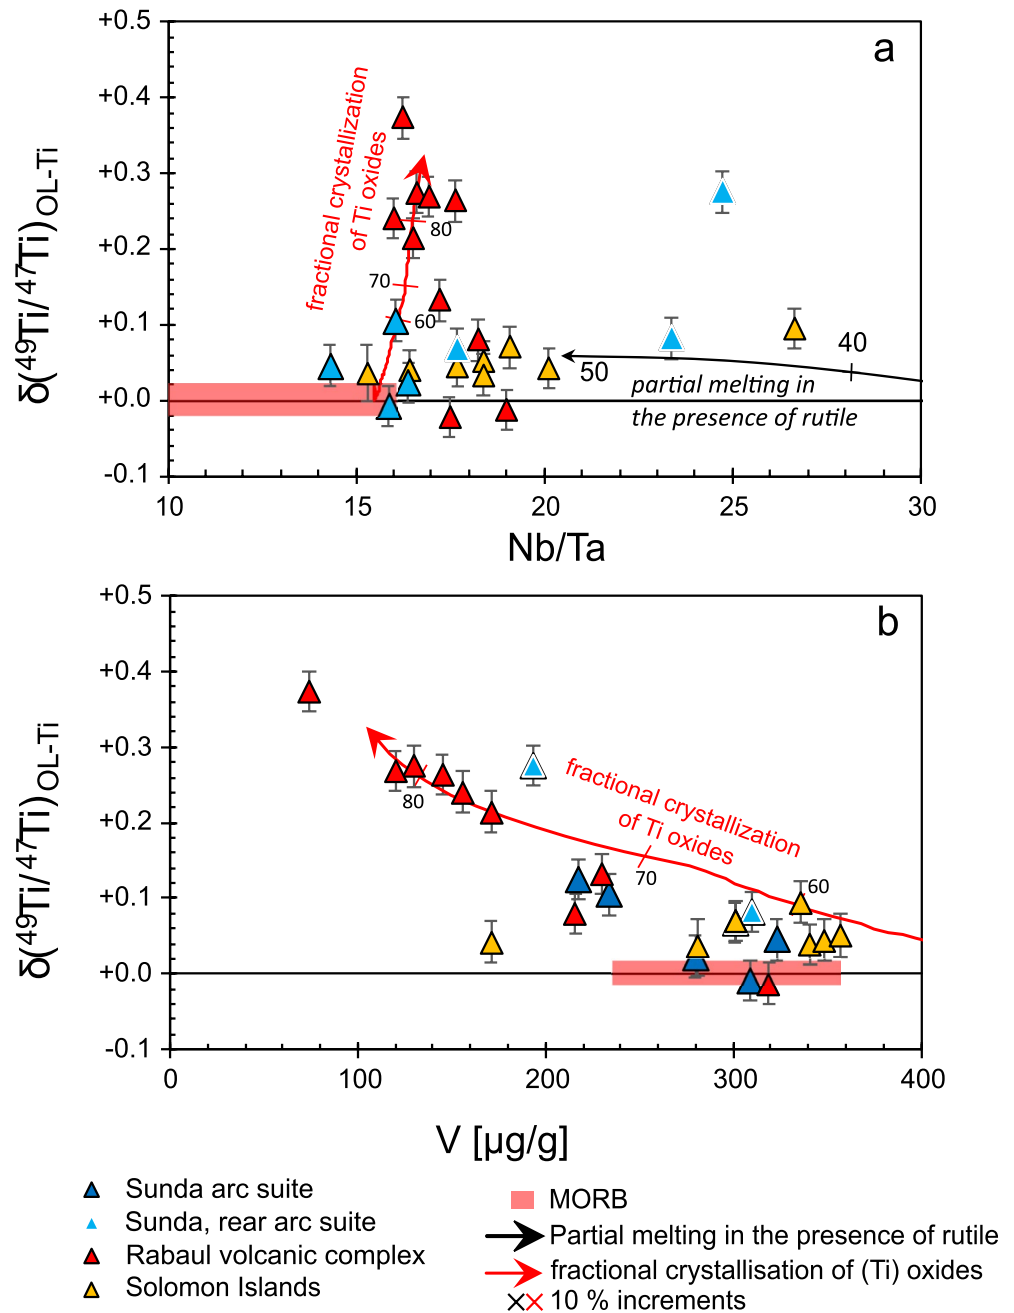 +0.5
+0.4
+0.3
+0.2
+0.1
+0.0
-0.1
δ(⁴⁹Ti/⁴⁷Ti)OL-Ti
a
fractional crystallization
of Ti oxides
80
70
60
50
40
partial melting in
the presence of rutile
10
15
20
25
30
Nb/Ta
+0.5
+0.4
+0.3
+0.2
+0.1
+0.0
-0.1
δ(⁴⁹Ti/⁴⁷Ti)OL-Ti
b
fractional crystallization
of Ti oxides
80
70
60
0
100
200
300
400
V [µg/g]
Sunda arc suite
Sunda, rear arc suite
Rabaul volcanic complex
Solomon Islands
MORB
Partial melting in the presence of rutile
fractional crystallisation of (Ti) oxides
10 % increments